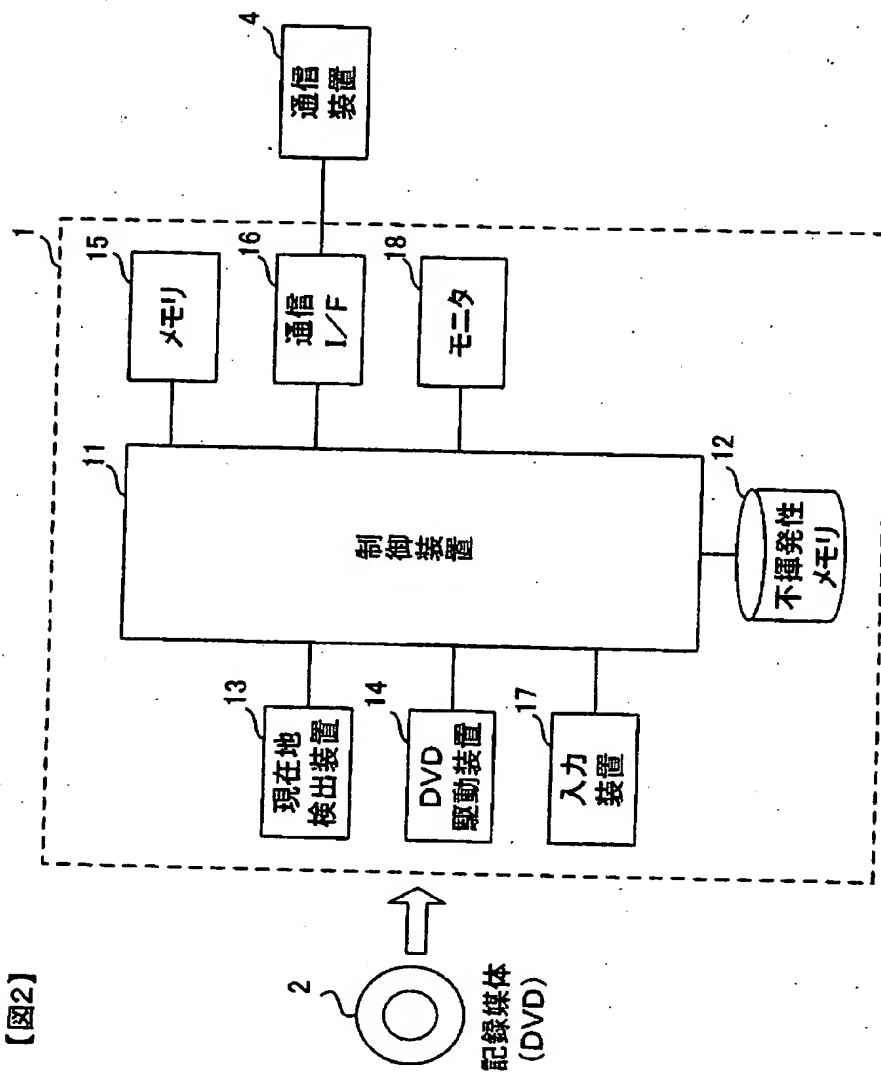 【図2】
1
11
制御装置
13
現在地
検出装置
14
DVD
駆動装置
17
入力
装置
15
メモリ
16
通信
I/F
18
モニタ
12
不揮発性
メモリ
4
通信
装置
2
記録媒体
(DVD)